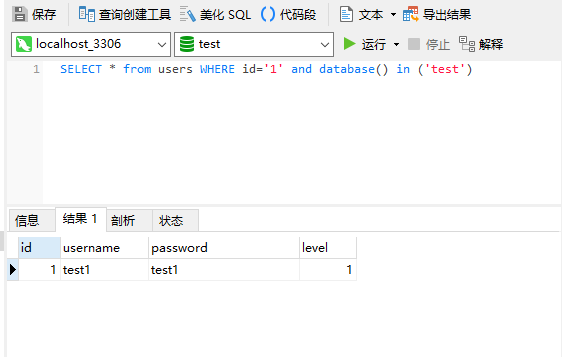 保存 查询创建工具 美化 SQL 代码段 文本 导出结果
localhost_3306 test 运行 停止 解释
1 SELECT * from users WHERE id='1' and database() in ('test')
信息 结果 1 剖析 状态
id username password level
1 test1 test1 1